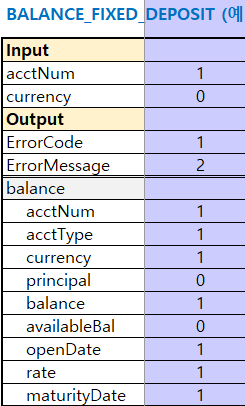 BALANCE_FIXED_DEPOSIT (예
Input
acctNum 1
currency 0
Output
ErrorCode 1
ErrorMessage 2
balance
acctNum 1
acctType 1
currency 1
principal 0
balance 1
availableBal 0
openDate 1
rate 1
maturityDate 1